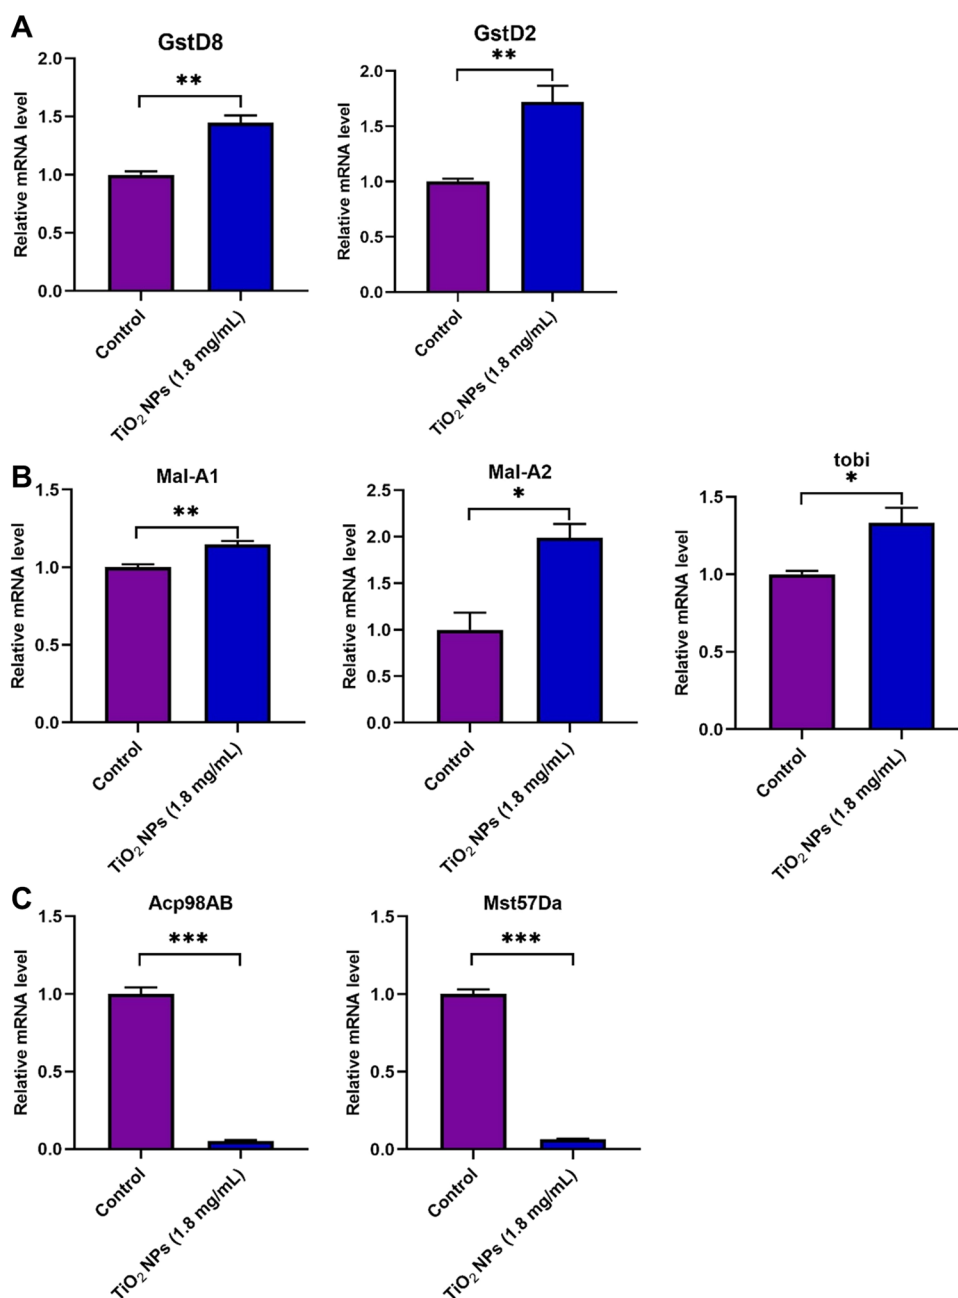 A
GstD8
**
Relative mRNA level
2.0
1.5
1.0
0.5
0.0
Control
TiO₂ NPs (1.8 mg/mL)
GstD2
**
Relative mRNA level
2.0
1.5
1.0
0.5
0.0
Control
TiO₂ NPs (1.8 mg/mL)
B
Mal-A1
**
Relative mRNA level
1.5
1.0
0.5
0.0
Control
TiO₂ NPs (1.8 mg/mL)
Mal-A2
*
Relative mRNA level
2.5
2.0
1.5
1.0
0.5
0.0
Control
TiO₂ NPs (1.8 mg/mL)
tobi
*
Relative mRNA level
1.5
1.0
0.5
0.0
Control
TiO₂ NPs (1.8 mg/mL)
C
Acp98AB
***
Relative mRNA level
1.5
1.0
0.5
0.0
Control
TiO₂ NPs (1.8 mg/mL)
Mst57Da
***
Relative mRNA level
1.5
1.0
0.5
0.0
Control
TiO₂ NPs (1.8 mg/mL)